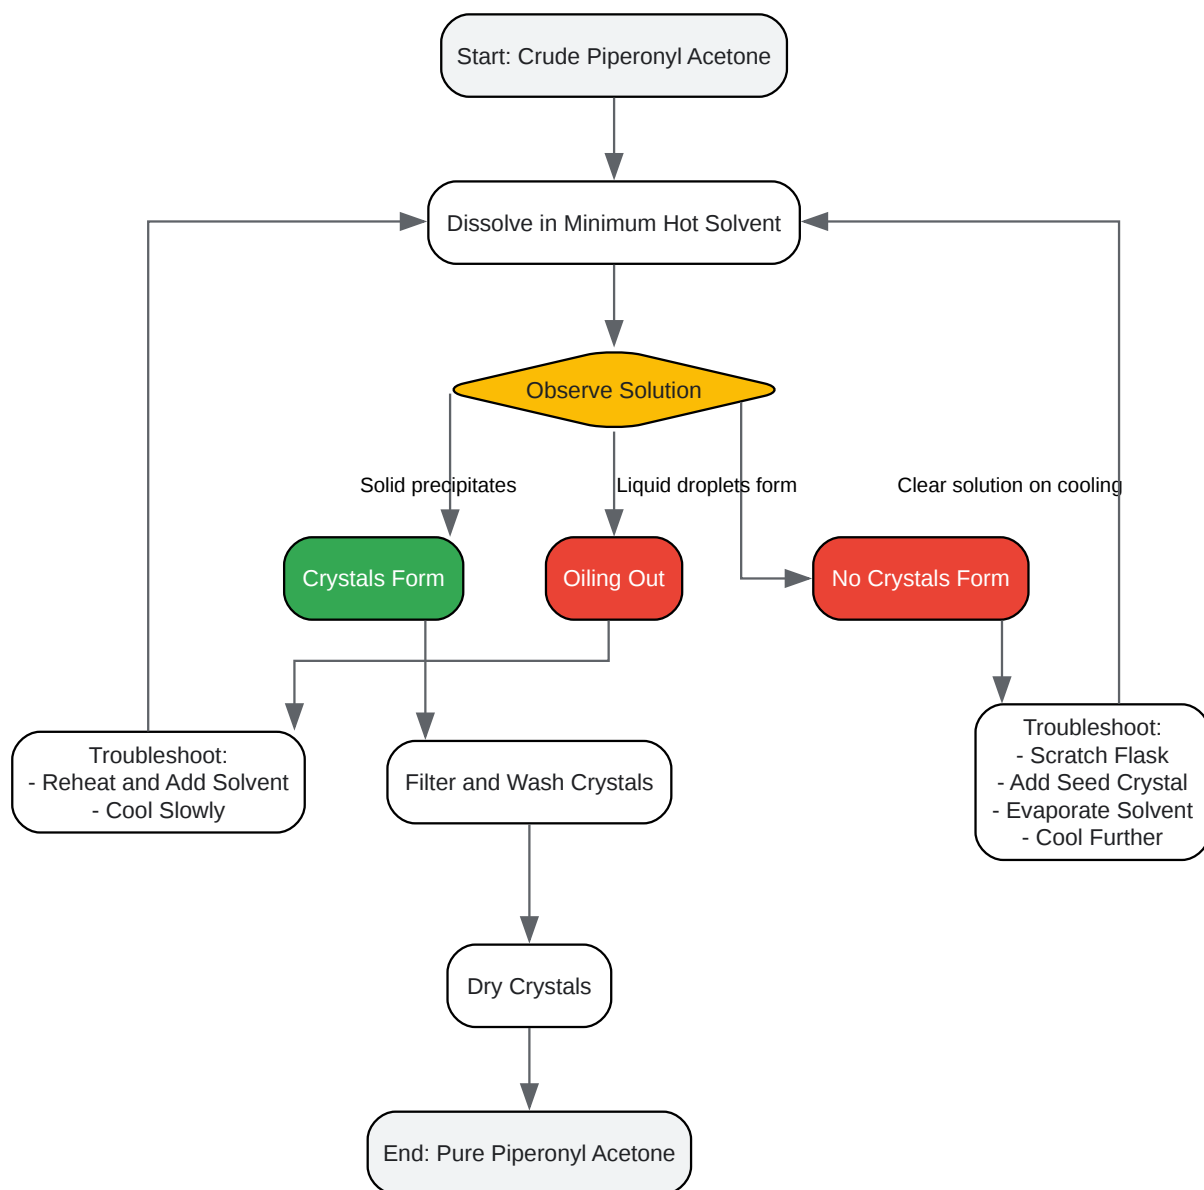 Start: Crude Piperonyl Acetone
Dissolve in Minimum Hot Solvent
Observe Solution
Solid precipitates
Liquid droplets form
Clear solution on cooling
Crystals Form
Oiling Out
No Crystals Form
Troubleshoot:
- Reheat and Add Solvent
- Cool Slowly
Filter and Wash Crystals
Troubleshoot:
- Scratch Flask
- Add Seed Crystal
- Evaporate Solvent
- Cool Further
Dry Crystals
End: Pure Piperonyl Acetone